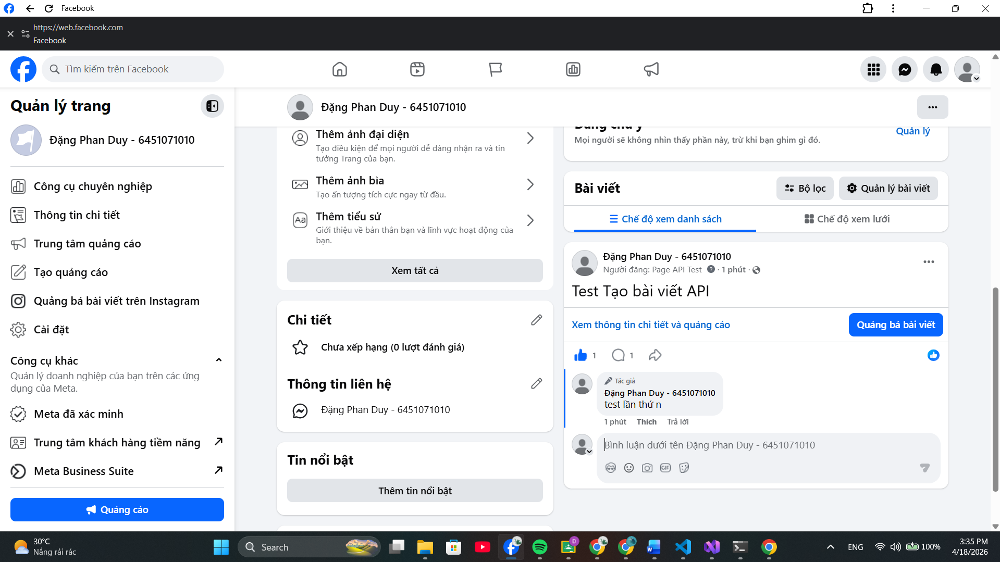 Facebook
https://web.facebook.com
Facebook
Tìm kiếm trên Facebook
Quản lý trang
Đặng Phan Duy - 6451071010
Công cụ chuyên nghiệp
Thông tin chi tiết
Trung tâm quảng cáo
Tạo quảng cáo
Quảng bá bài viết trên Instagram
Cài đặt
Công cụ khác
Quản lý doanh nghiệp của bạn trên các ứng
dụng của Meta.
Meta đã xác minh
Trung tâm khách hàng tiềm năng
Meta Business Suite
Quảng cáo
Đặng Phan Duy - 6451071010
Thêm ảnh đại diện
Tạo điều kiện để mọi người dễ dàng nhận ra và tin
tưởng Trang của bạn.
Thêm ảnh bìa
Tạo ấn tượng tích cực ngay từ đầu.
Aa
Thêm tiểu sử
Giới thiệu về bản thân bạn và lĩnh vực hoạt động của
bạn.
Xem tất cả
Chi tiết
Chưa xếp hạng (0 lượt đánh giá)
Thông tin liên hệ
Đặng Phan Duy - 6451071010
Tin nổi bật
Thêm tin nổi bật
Đáng chú ý
Quản lý
Mọi người sẽ không nhìn thấy phần này, trừ khi bạn ghim gì đó.
Bài viết
Bộ lọc
Quản lý bài viết
Chế độ xem danh sách
Chế độ xem lưới
Đặng Phan Duy - 6451071010
Người đăng: Page API Test · 1 phút ·
Test Tạo bài viết API
Xem thông tin chi tiết và quảng cáo
Quảng bá bài viết
1
1
Tác giả
Đặng Phan Duy - 6451071010
test lần thứ n
1 phút Thích Trả lời
Bình luận dưới tên Đặng Phan Duy - 6451071010
GIF
30°C
Nắng rải rác
Search
D
ENG
100%
3:35 PM
4/18/2026